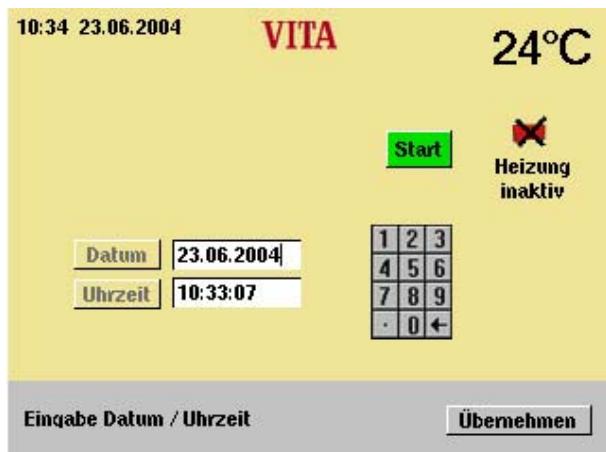 10:34 23.06.2004 VITA 24°C
Start
Heizung
inaktiv
Datum 23.06.2004
Uhrzeit 10:33:07
1 2 3
4 5 6
7 8 9
. 0 ←
Eingabe Datum / Uhrzeit Übernehmen